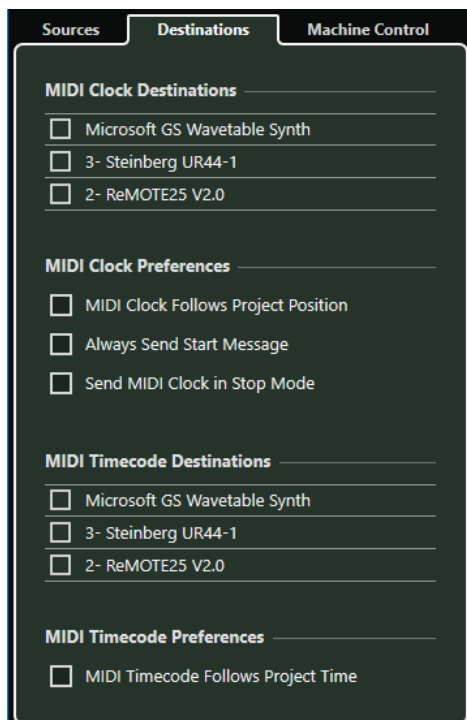 Sources Destinations Machine Control
MIDI Clock Destinations
Microsoft GS Wavetable Synth
3- Steinberg UR44-1
2- ReMOTE25 V2.0
MIDI Clock Preferences
MIDI Clock Follows Project Position
Always Send Start Message
Send MIDI Clock in Stop Mode
MIDI Timecode Destinations
Microsoft GS Wavetable Synth
3- Steinberg UR44-1
2- ReMOTE25 V2.0
MIDI Timecode Preferences
MIDI Timecode Follows Project Time